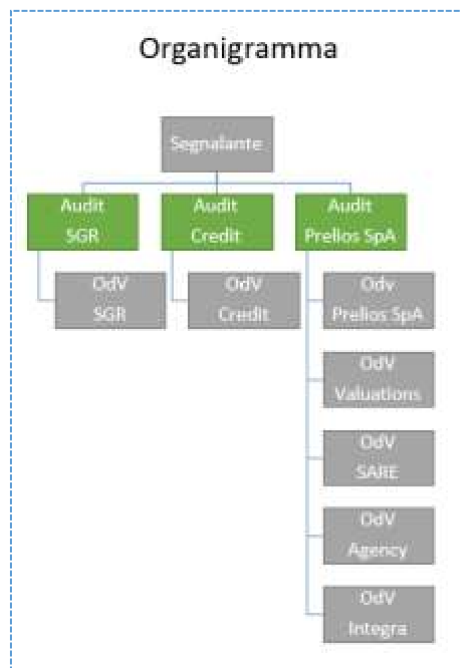 Organigramma
Segnalante
Audit
SGR
Audit
Credit
Audit
Prelios SpA
OdV
SGR
OdV
Credit
Odv
Prelios SpA
OdV
Valuations
OdV
SARE
OdV
Agency
OdV
Integra